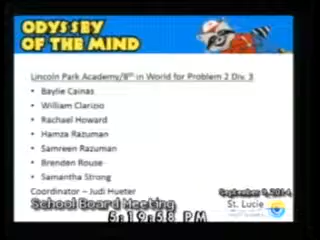 ODYSSEY
OF THE MIND
Lincoln Park Academy/8th in World for Problem 2 Div. 3
• Baylie Cainas
• William Clarizio
• Rachael Howard
• Hamza Razuman
• Samreen Razuman
• Brenden Rouse
• Samantha Strong
Coordinator – Judi Hueter
September 9, 2014
School Board Meeting
St. Lucie
5:19:58 PM